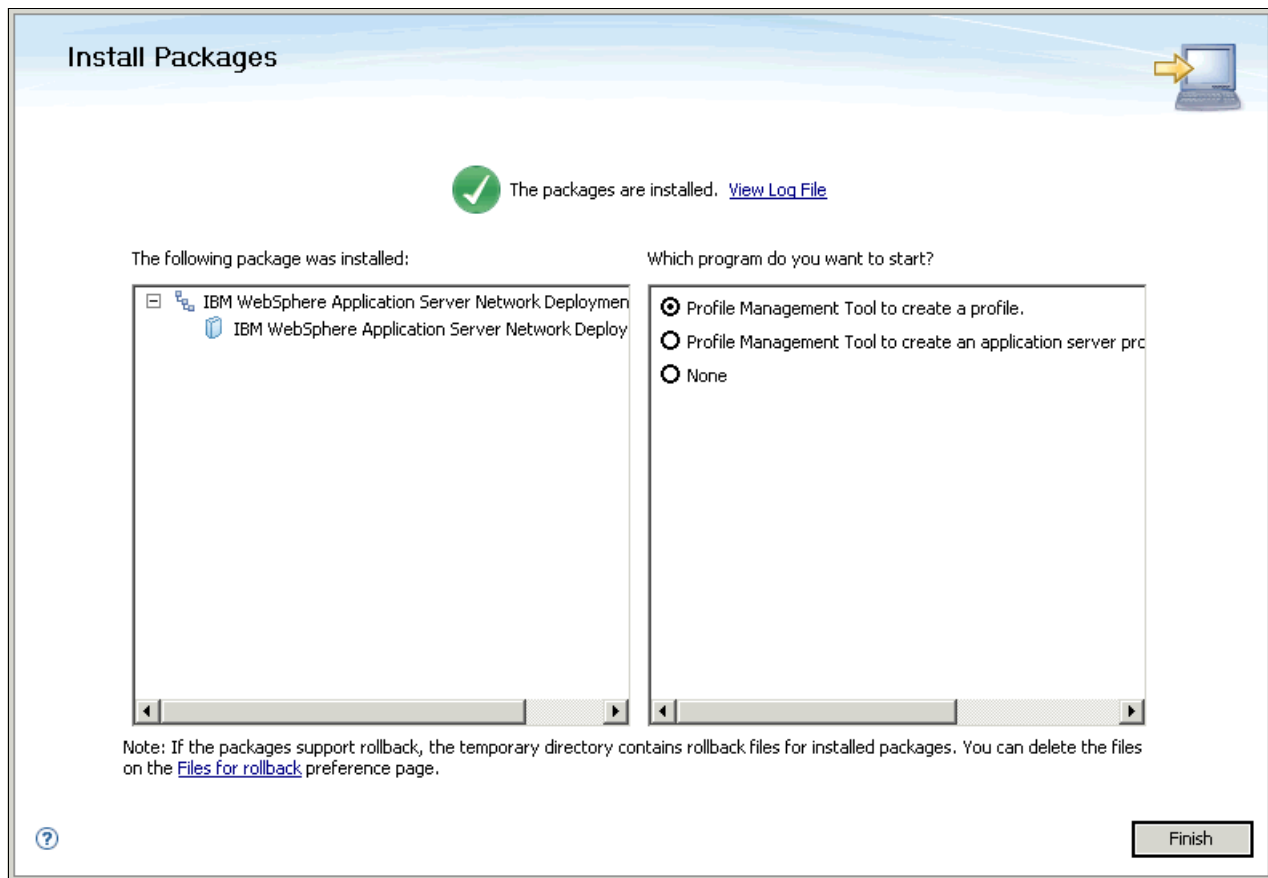 Install Packages
The packages are installed. View Log File
The following package was installed:
IBM WebSphere Application Server Network Deploymen
IBM WebSphere Application Server Network Deploy
Which program do you want to start?
Profile Management Tool to create a profile.
Profile Management Tool to create an application server pro
None
Note: If the packages support rollback, the temporary directory contains rollback files for installed packages. You can delete the files
on the Files for rollback preference page.
?
Finish